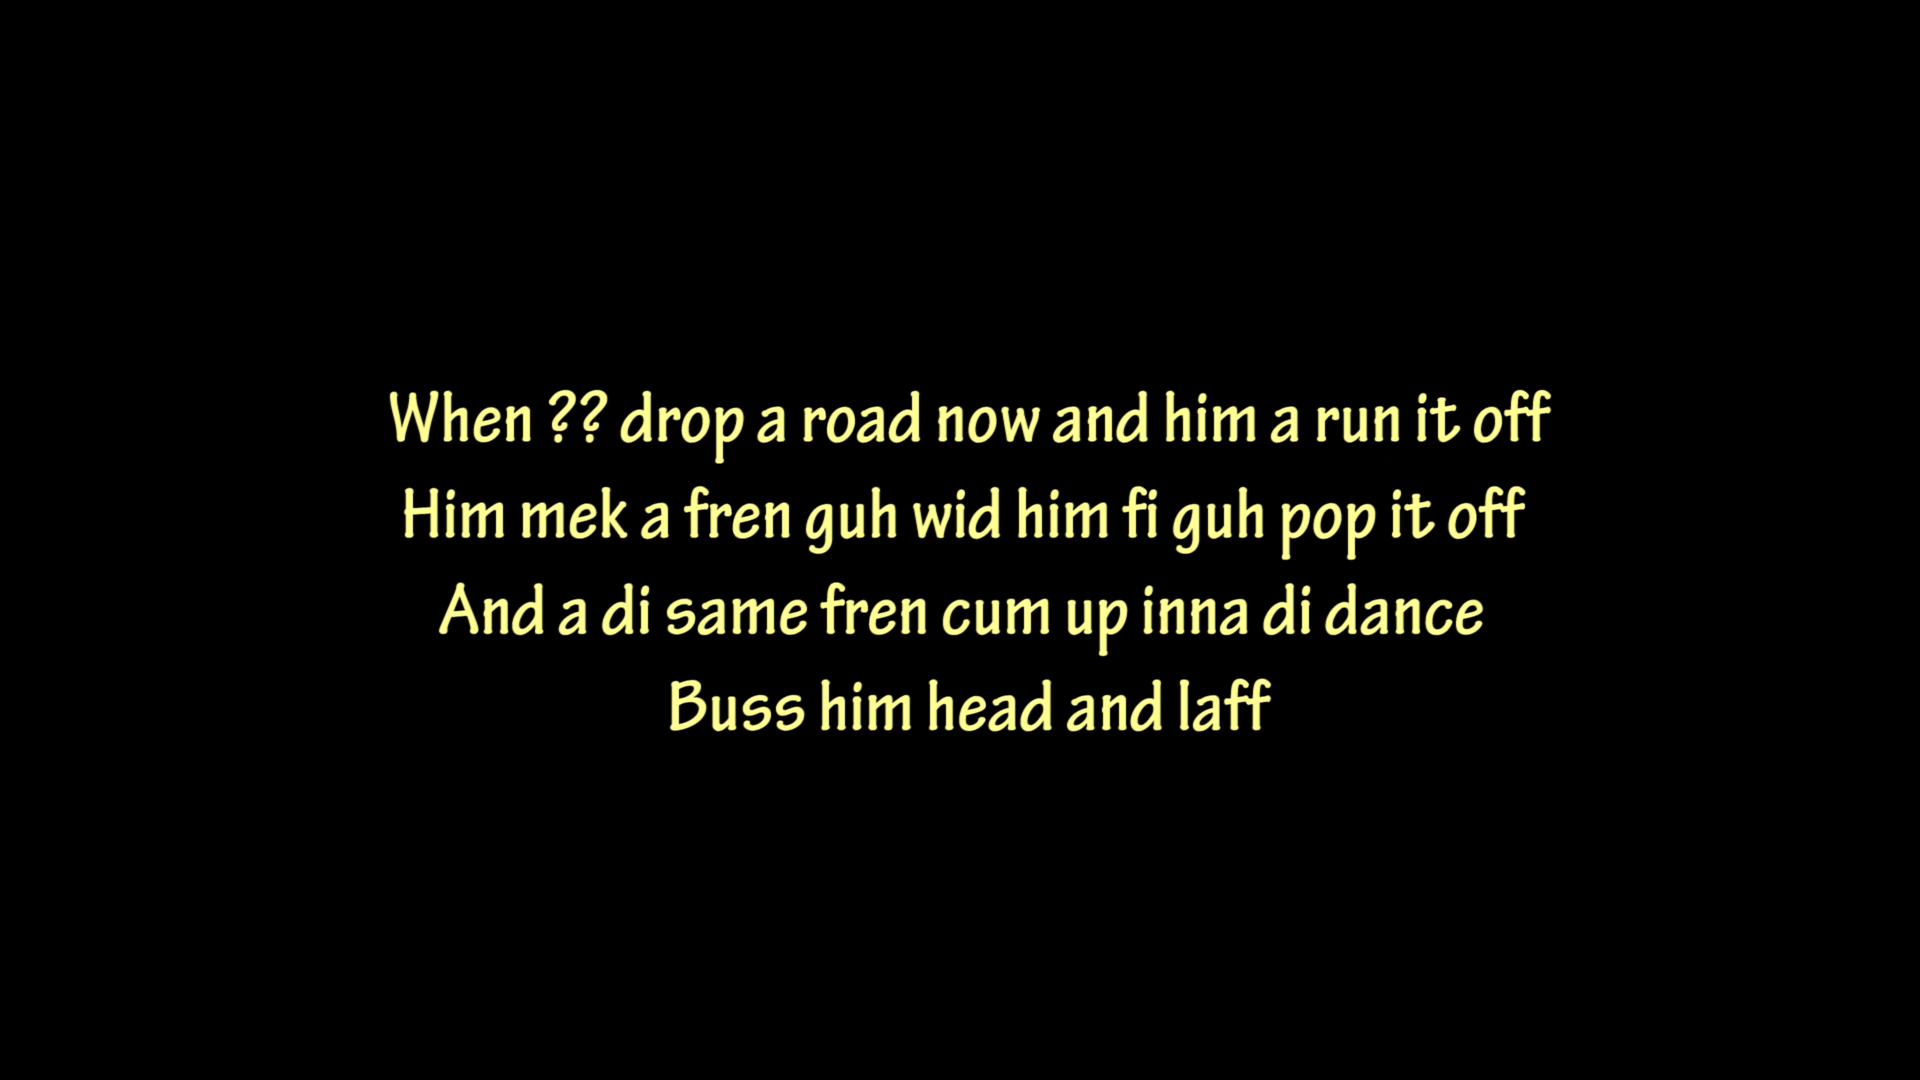 When ?? drop a road now and him a run it off
Him mek a fren guh wid him fi guh pop it off
And a di same fren cum up inna di dance
Buss him head and laff